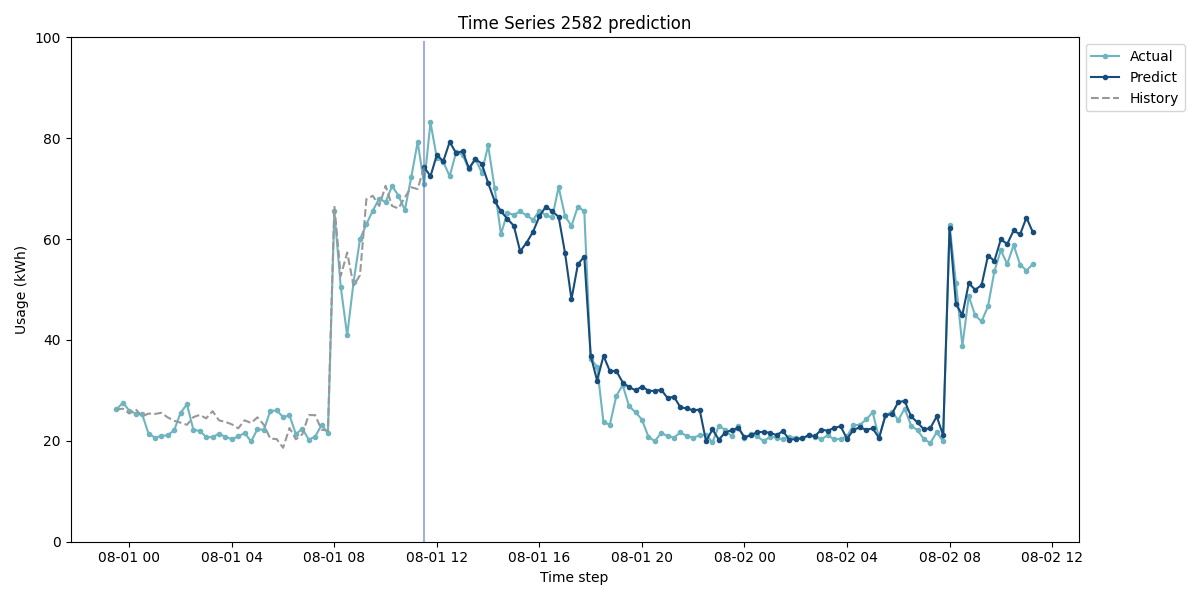 Time Series 2582 prediction
Usage (kWh)
100
80
60
40
20
0
08-01 00
08-01 04
08-01 08
08-01 12
08-01 16
08-01 20
08-02 00
08-02 04
08-02 08
08-02 12
Time step
Actual
Predict
History